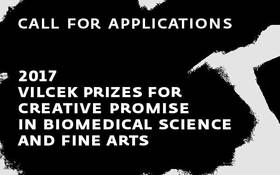 CALL FOR APPLICATIONS
2017
VILCEK PRIZES FOR
CREATIVE PROMISE
IN BIOMEDICAL SCIENCE
AND FINE ARTS